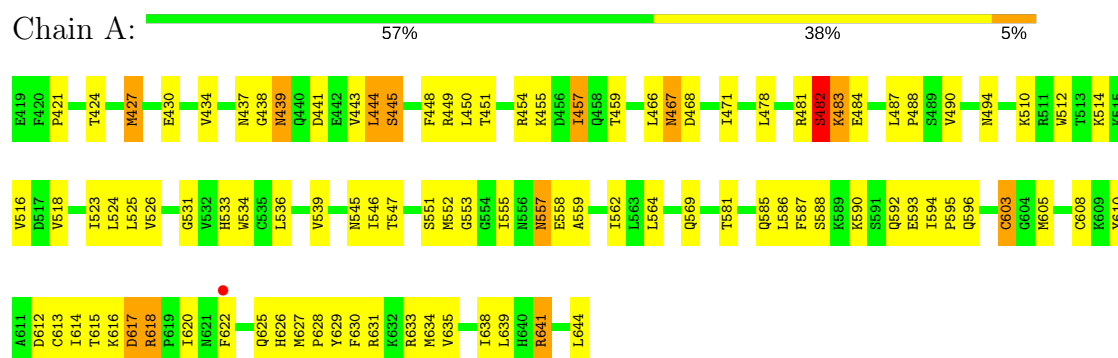 Chain A:
57% 38% 5%
E419 F420 P421 T424 M427 E430 V434 N437 G438 N439 Q440 D441 E442 V443 L444 S445 F448 R449 L450 T451 R454 K455 D456 I457 Q458 T459 L466 N467 D468 I471 L478 R481 S482 K483 E484 L487 P488 S489 V490 N494 K510 R511 W512 T513 K514
V516 D517 V518 I523 L524 L525 V526 G531 V532 H533 W534 C535 L536 V539 N545 I546 T547 S551 M552 G553 G554 I555 N556 N557 E558 A559 I562 L563 L564 Q569 T581 Q585 L586 F587 S588 K589 K590 S591 Q592 E593 I594 P595 Q596 C603 G604 M605 C608 K609 Y610
A611 D612 C613 I614 T615 K616 D617 R618 P619 I620 N621 F622 Q625 H626 M627 P628 Y629 F630 R631 K632 R633 M634 V635 I638 L639 H640 R641 L644